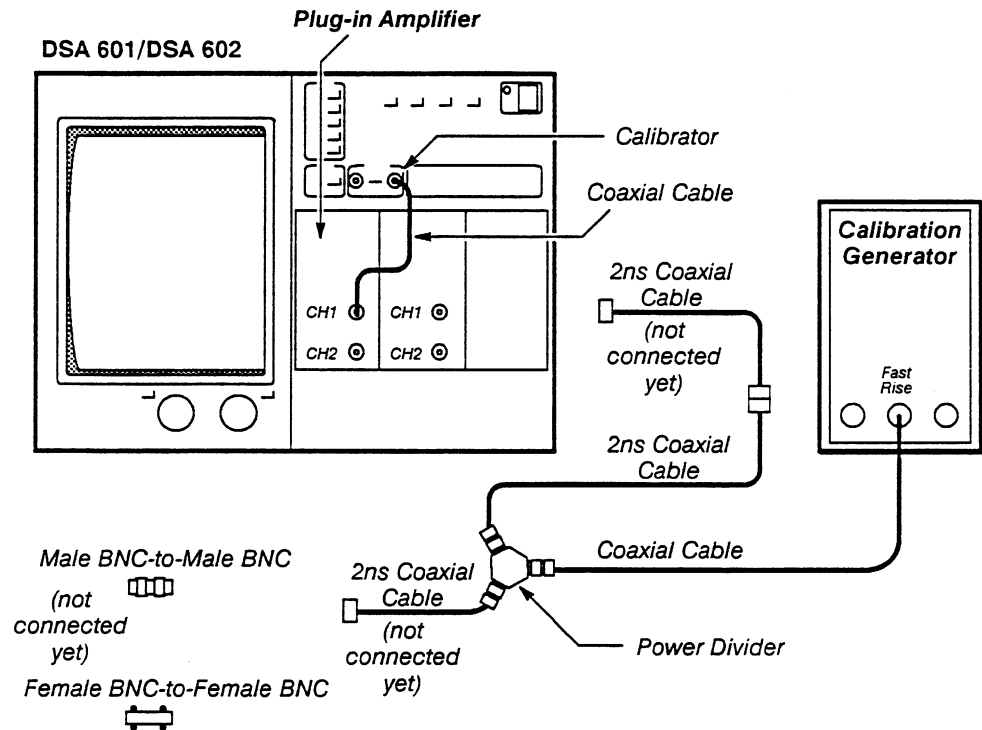 Plug-in Amplifier
DSA 601/DSA 602
Calibrator
Coaxial Cable
Calibration
Generator
2ns Coaxial
Cable
(not
connected
yet)
CH1
CH1
CH2
CH2
Fast
Rise
2ns Coaxial
Cable
Male BNC-to-Male BNC
(not
connected
yet)
2ns Coaxial
Cable
(not
connected
yet)
Coaxial Cable
Power Divider
Female BNC-to-Female BNC